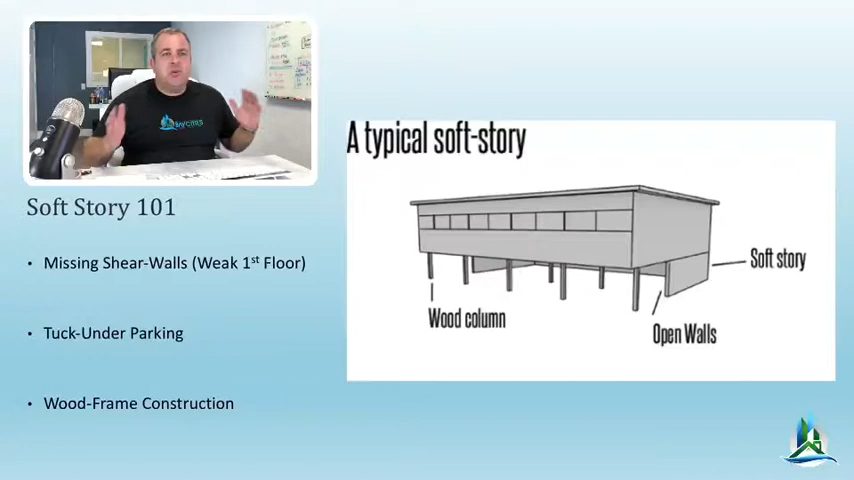 Soft Story 101
• Missing Shear-Walls (Weak 1st Floor)
• Tuck-Under Parking
• Wood-Frame Construction
A typical soft-story
Soft story
Wood column
Open Walls